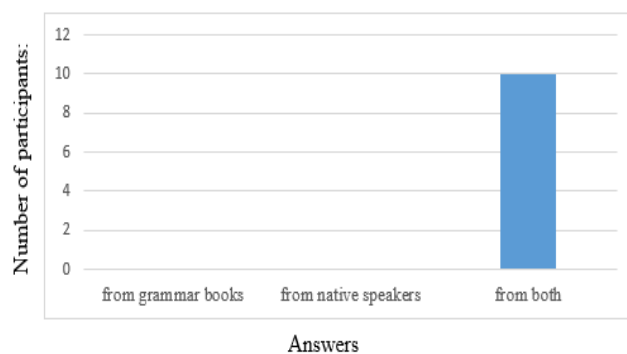 Number of participants:
12
10
8
6
4
2
0
from grammar books
from native speakers
from both
Answers